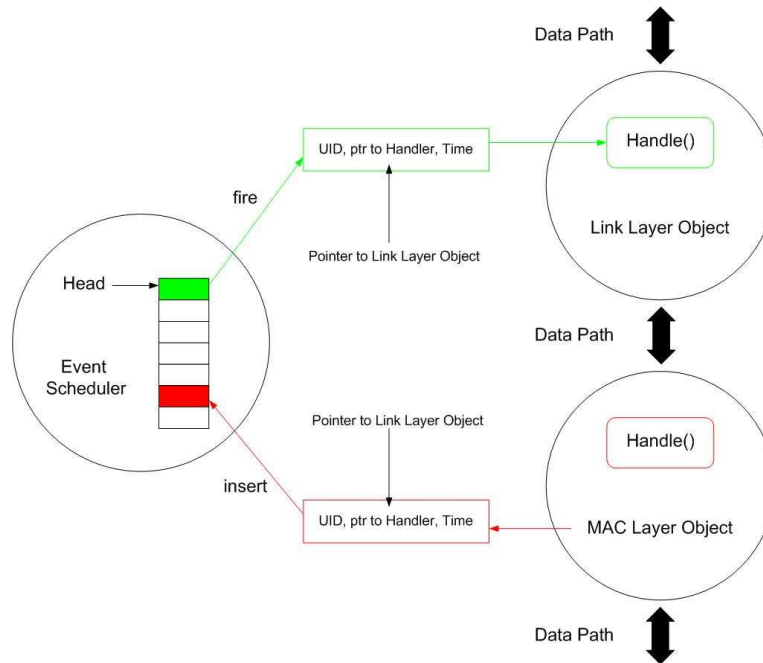 Data Path
Handle()
UID, ptr to Handler, Time
fire
Link Layer Object
Pointer to Link Layer Object
Head
Data Path
Event
Scheduler
Pointer to Link Layer Object
Handle()
insert
UID, ptr to Handler, Time
MAC Layer Object
Data Path